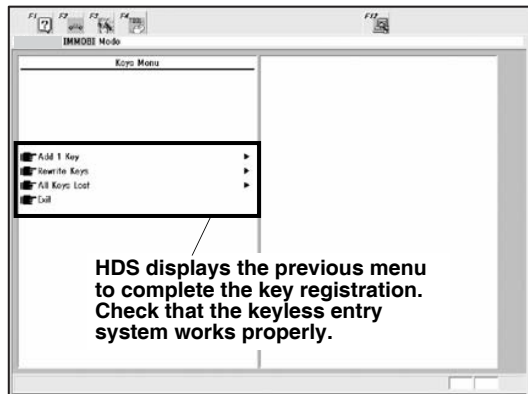 F1 F2 F3 F4 F12
IMMOBI Mode
Keys Menu
Add 1 Key
Rewrite Keys
All Keys Lost
Exit
HDS displays the previous menu
to complete the key registration.
Check that the keyless entry
system works properly.